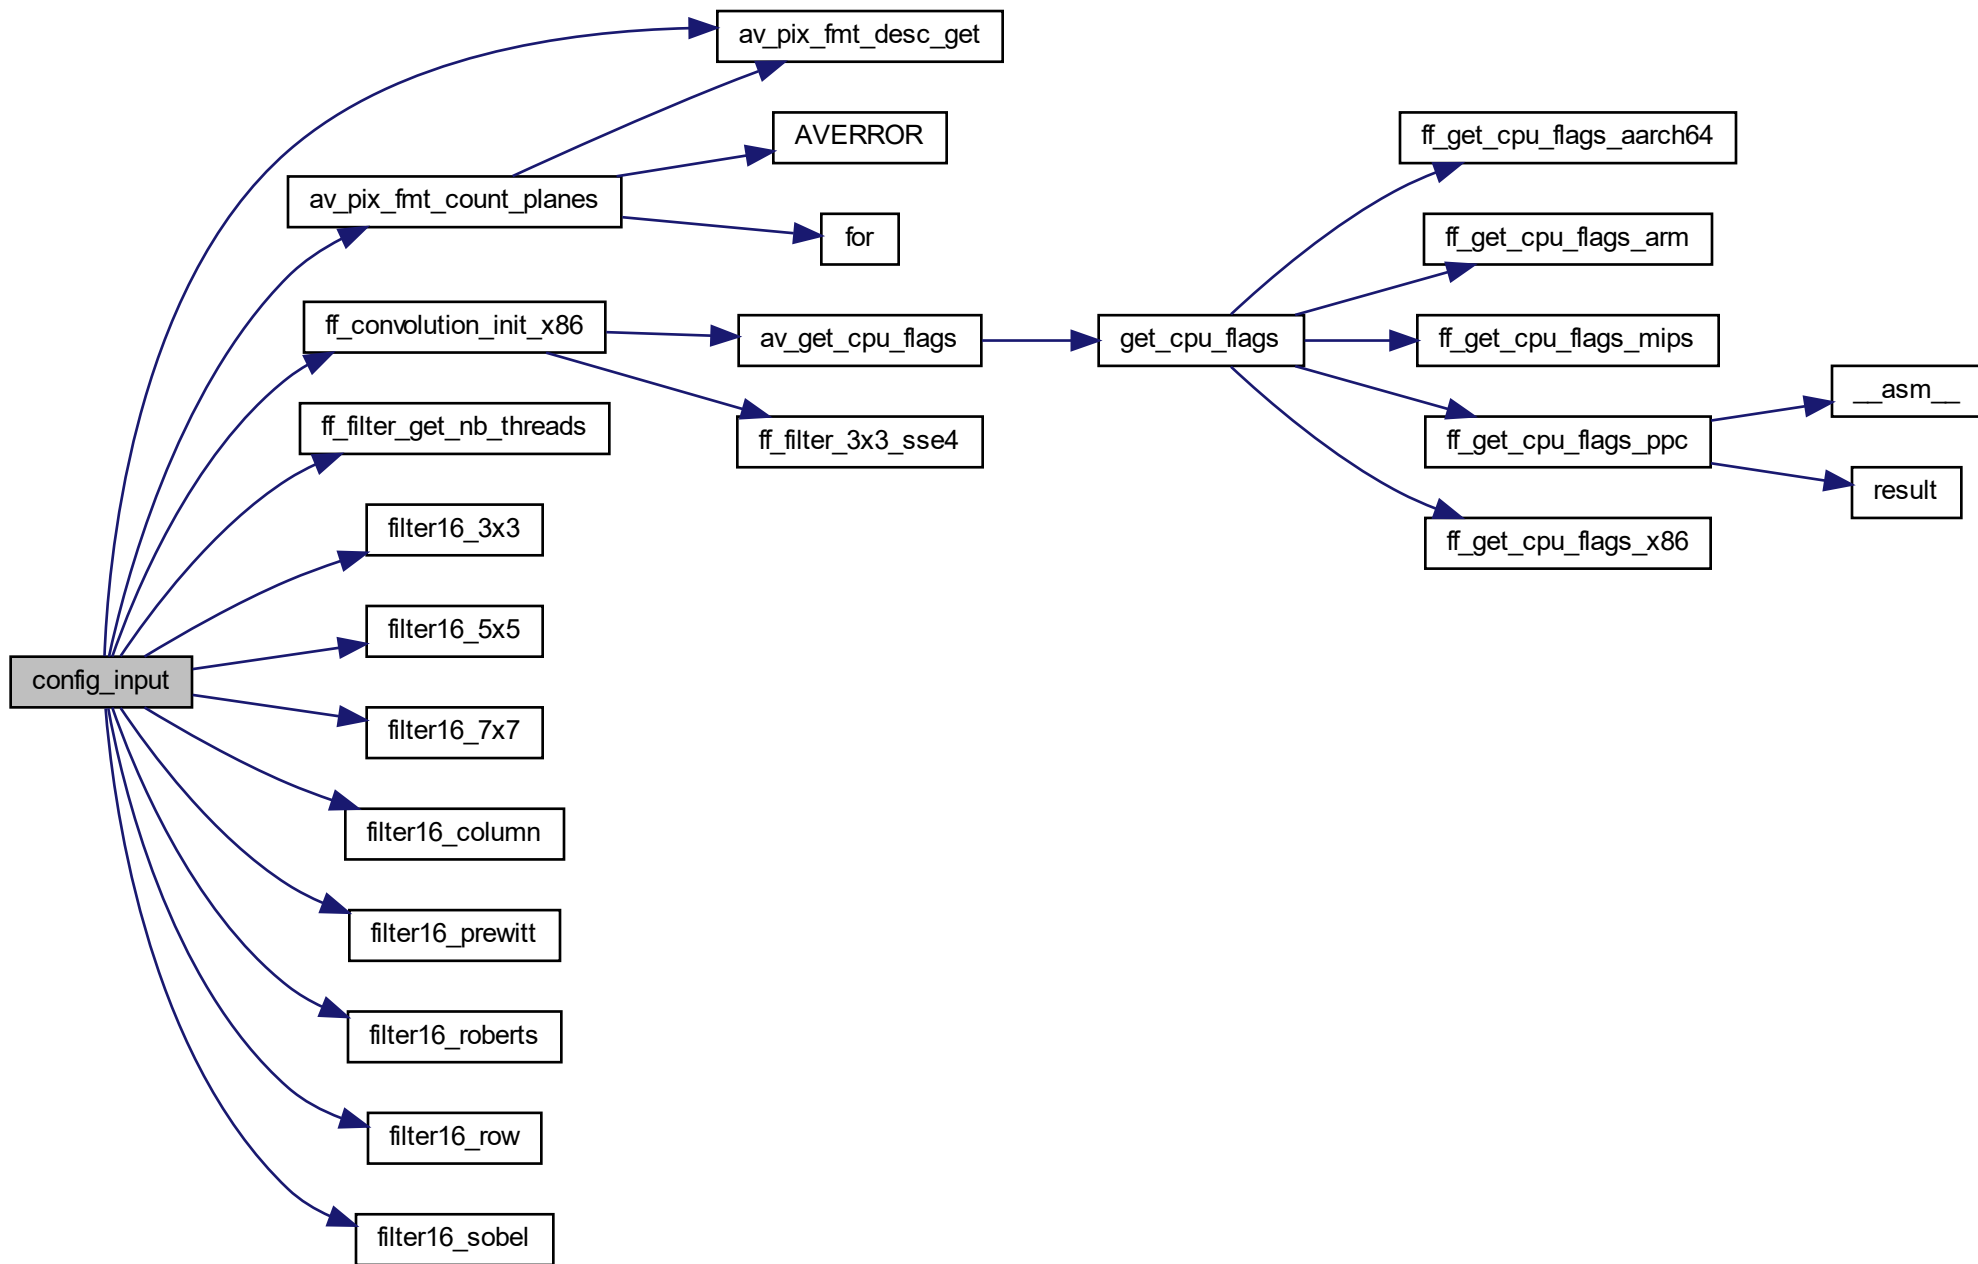 av_pix_fmt_desc_get
AVERROR
ff_get_cpu_flags_aarch64
av_pix_fmt_count_planes
for
ff_get_cpu_flags_arm
ff_convolution_init_x86
av_get_cpu_flags
get_cpu_flags
ff_get_cpu_flags_mips
__asm__
ff_filter_get_nb_threads
ff_filter_3x3_sse4
ff_get_cpu_flags_ppc
result
filter16_3x3
ff_get_cpu_flags_x86
filter16_5x5
config_input
filter16_7x7
filter16_column
filter16_prewitt
filter16_roberts
filter16_row
filter16_sobel